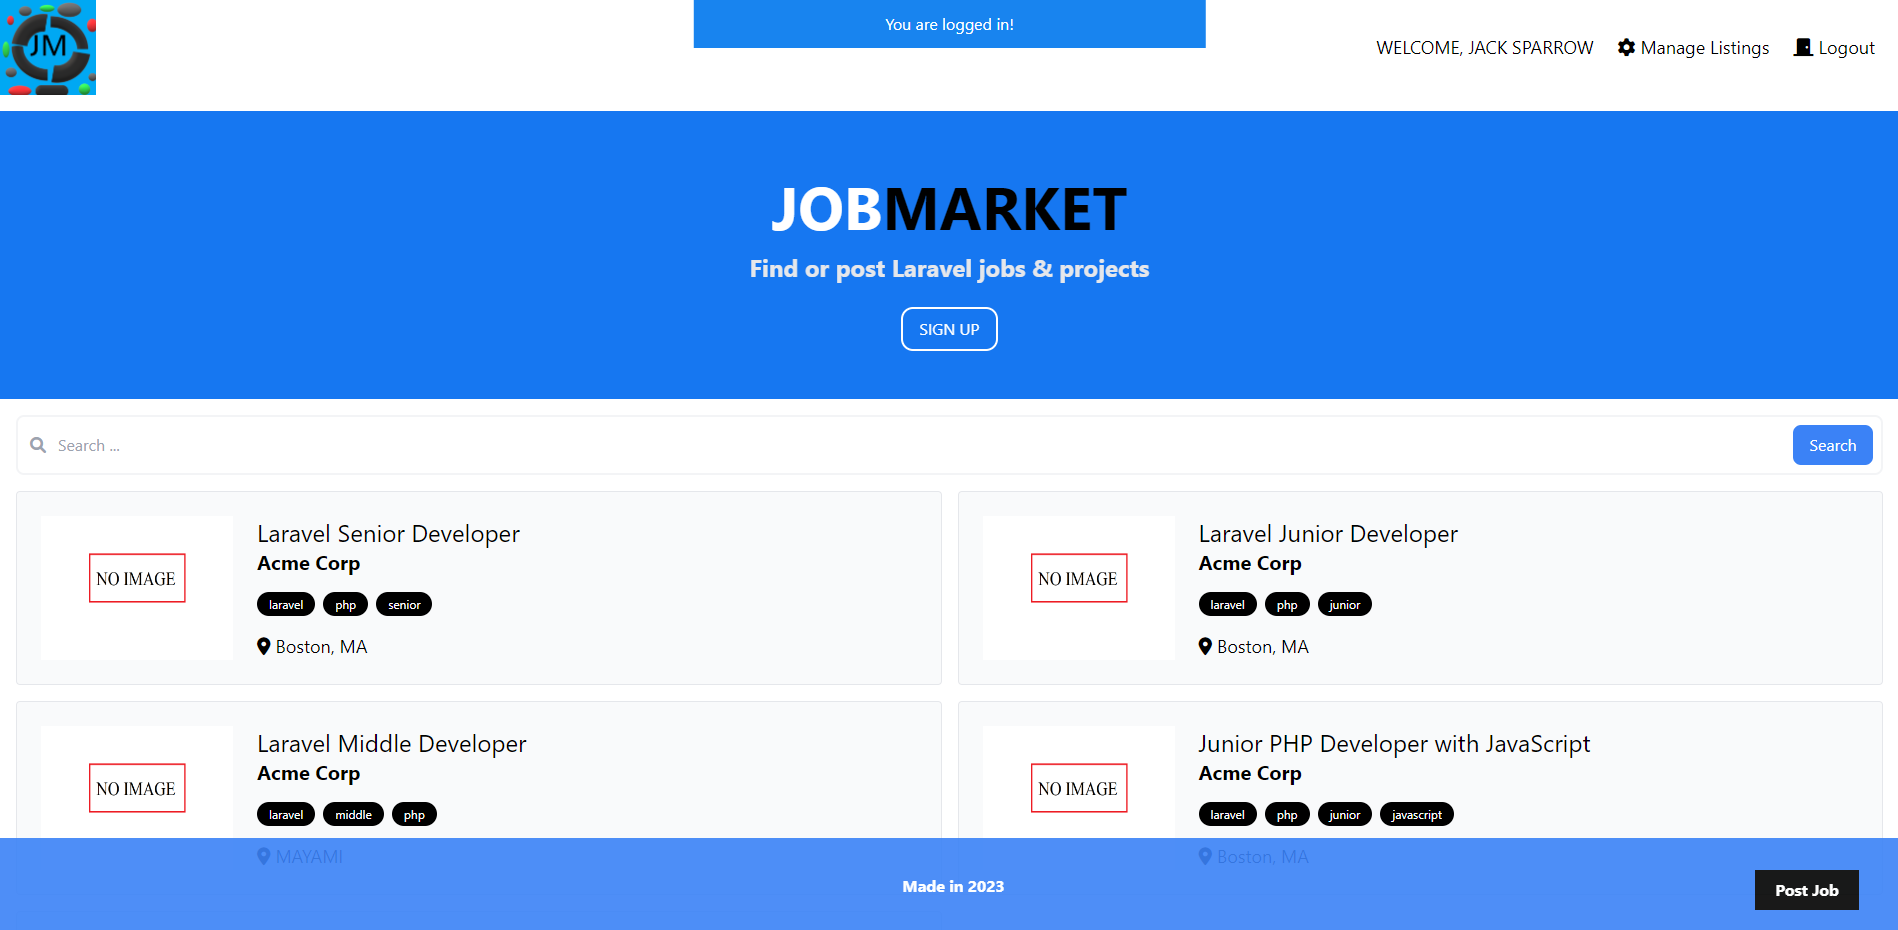 JM
You are logged in!
WELCOME, JACK SPARROW
Manage Listings
Logout
JOBMARKET
Find or post Laravel jobs & projects
SIGN UP
Search ...
Search
NO IMAGE
Laravel Senior Developer
Acme Corp
laravel php senior
Boston, MA
NO IMAGE
Laravel Junior Developer
Acme Corp
laravel php junior
Boston, MA
NO IMAGE
Laravel Middle Developer
Acme Corp
laravel middle php
MAYAMI
NO IMAGE
Junior PHP Developer with JavaScript
Acme Corp
laravel php junior javascript
Boston, MA
Made in 2023
Post Job